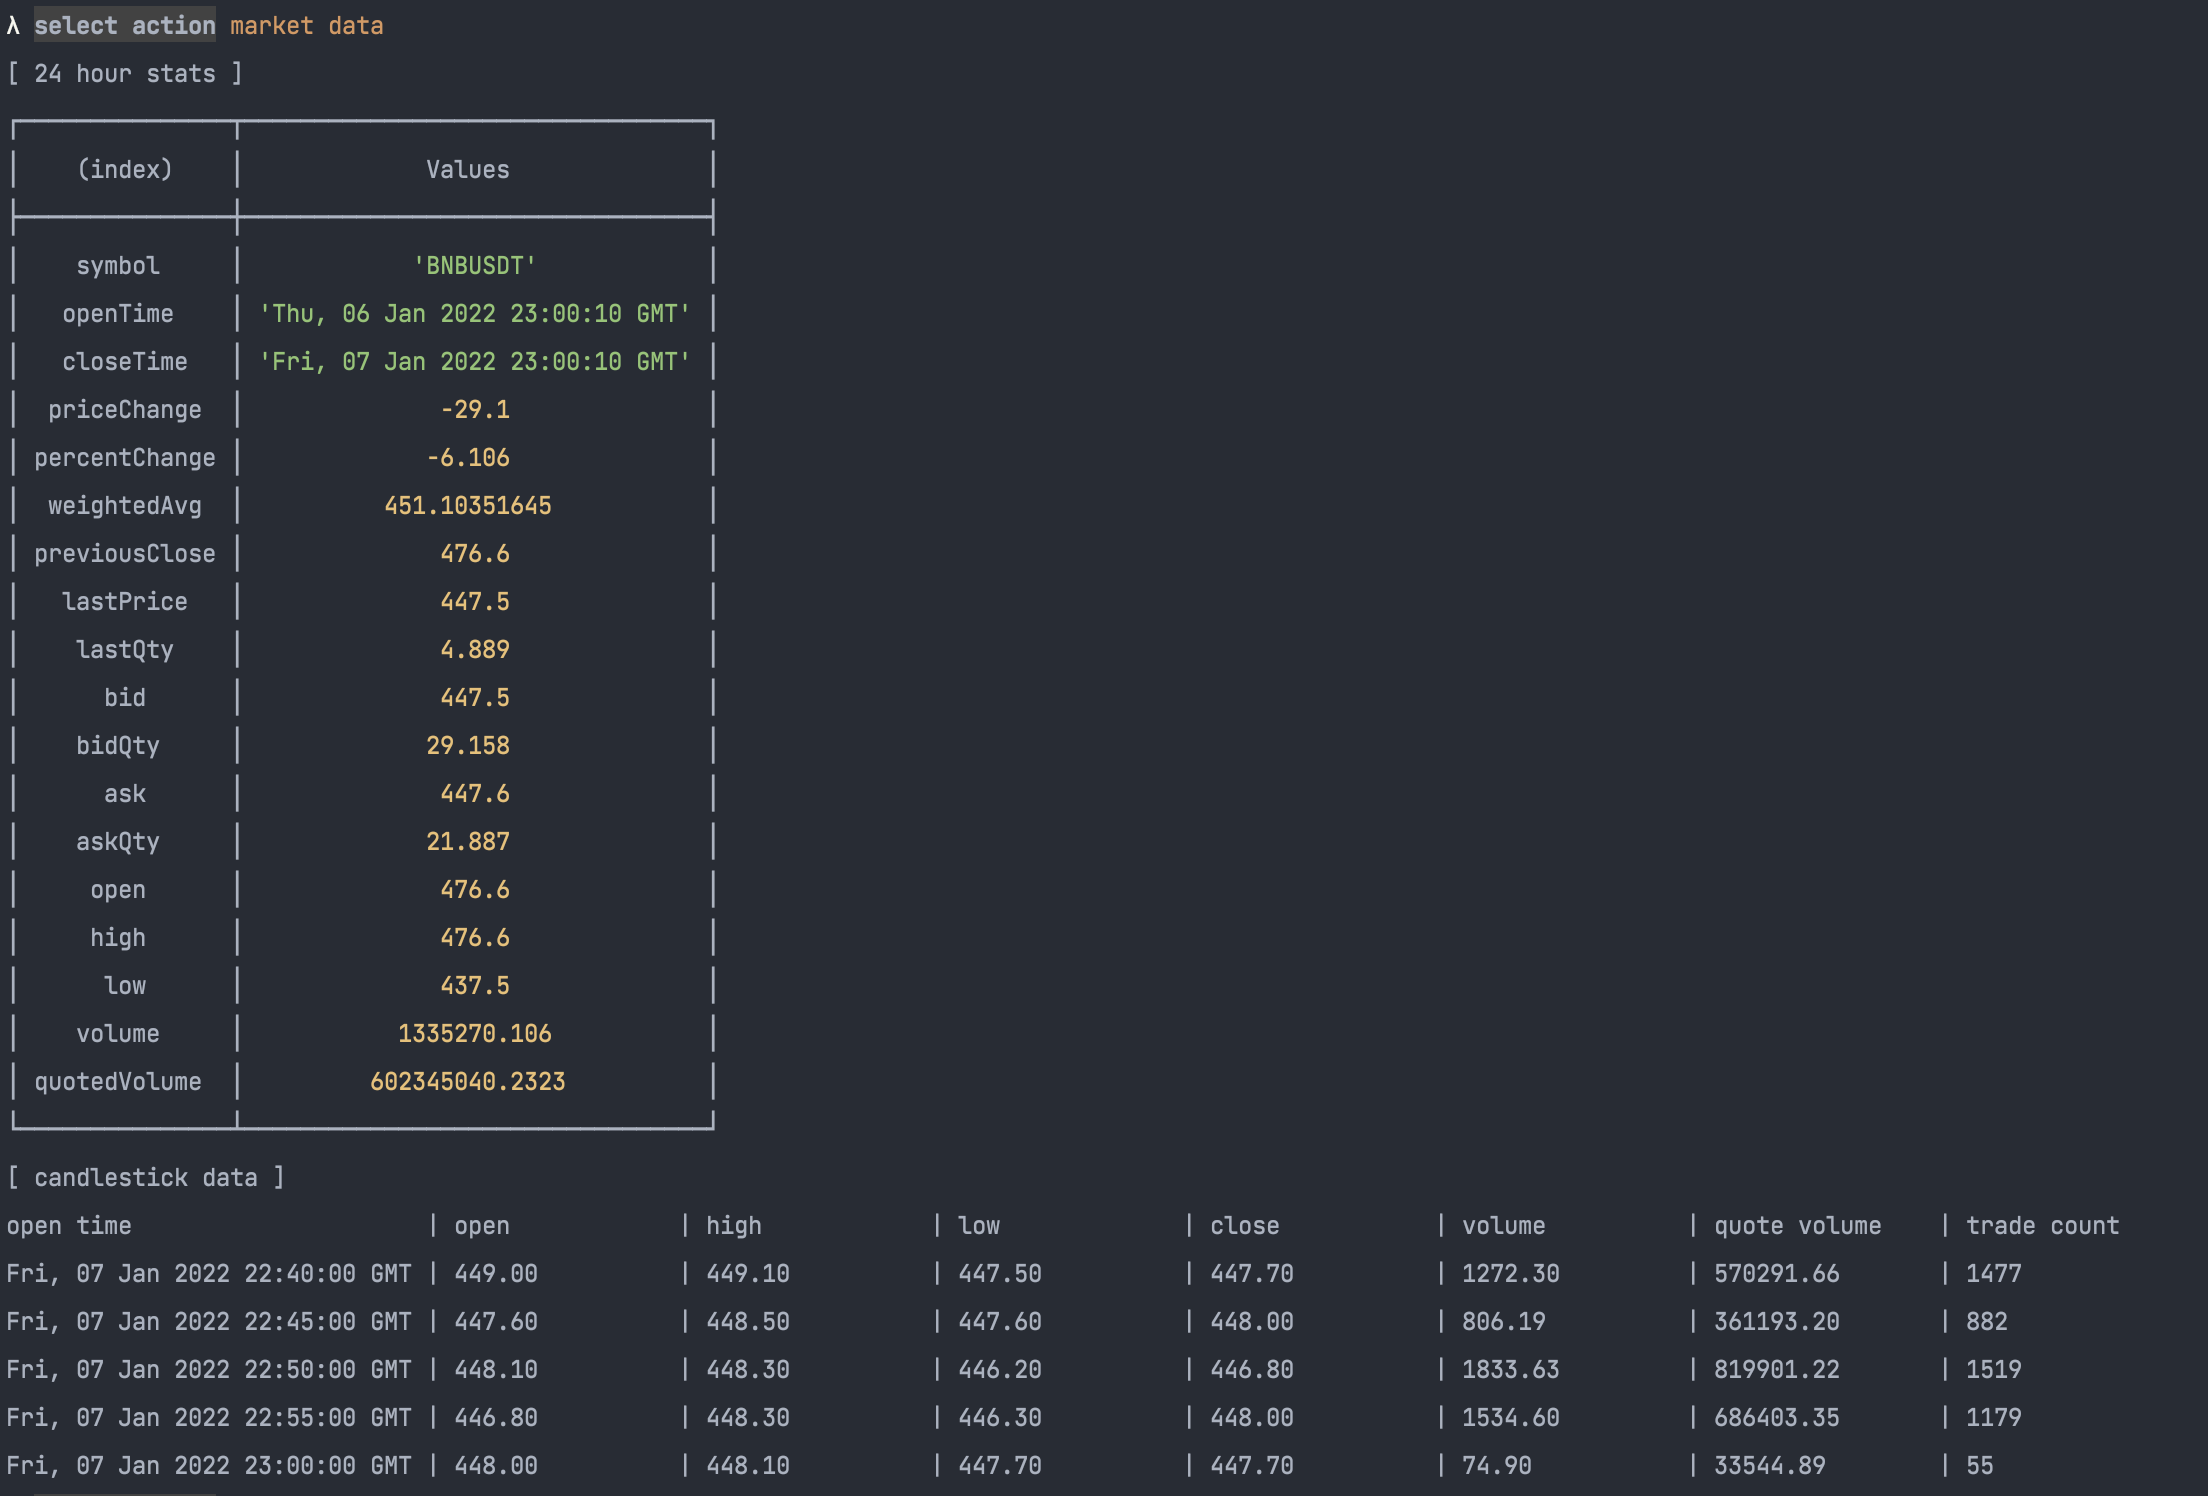 λ select action market data
[ 24 hour stats ]
(index) Values
symbol 'BNBUSDT'
openTime 'Thu, 06 Jan 2022 23:00:10 GMT'
closeTime 'Fri, 07 Jan 2022 23:00:10 GMT'
priceChange -29.1
percentChange -6.106
weightedAvg 451.10351645
previousClose 476.6
lastPrice 447.5
lastQty 4.889
bid 447.5
bidQty 29.158
ask 447.6
askQty 21.887
open 476.6
high 476.6
low 437.5
volume 1335270.106
quotedVolume 602345040.2323
[ candlestick data ]
open time | open | high | low | close | volume | quote volume | trade count
Fri, 07 Jan 2022 22:40:00 GMT | 449.00 | 449.10 | 447.50 | 447.70 | 1272.30 | 570291.66 | 1477
Fri, 07 Jan 2022 22:45:00 GMT | 447.60 | 448.50 | 447.60 | 448.00 | 806.19 | 361193.20 | 882
Fri, 07 Jan 2022 22:50:00 GMT | 448.10 | 448.30 | 446.20 | 446.80 | 1833.63 | 819901.22 | 1519
Fri, 07 Jan 2022 22:55:00 GMT | 446.80 | 448.30 | 446.30 | 448.00 | 1534.60 | 686403.35 | 1179
Fri, 07 Jan 2022 23:00:00 GMT | 448.00 | 448.10 | 447.70 | 447.70 | 74.90 | 33544.89 | 55